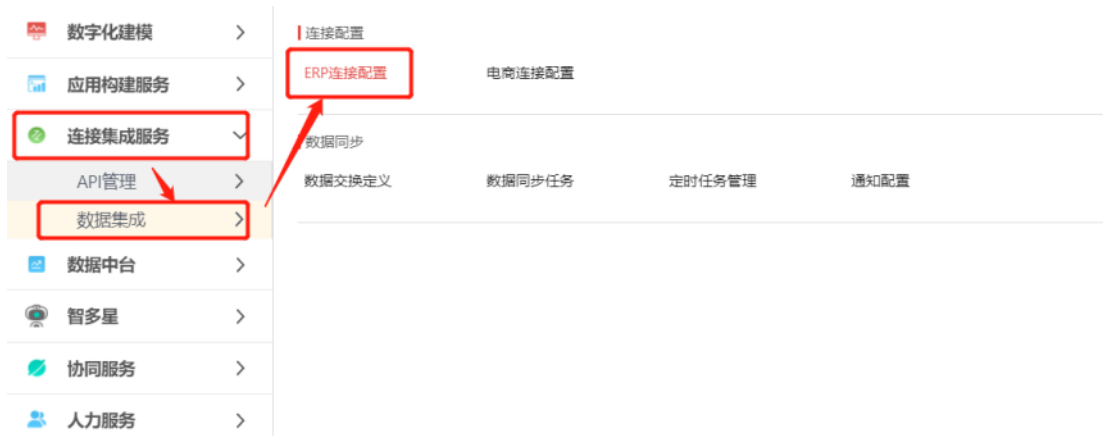 数字化建模
应用构建服务
连接集成服务
API管理
数据集成
数据中台
智多星
协同服务
人力服务
连接配置
ERP连接配置 电商连接配置
数据同步
数据交换定义 数据同步任务 定时任务管理 通知配置